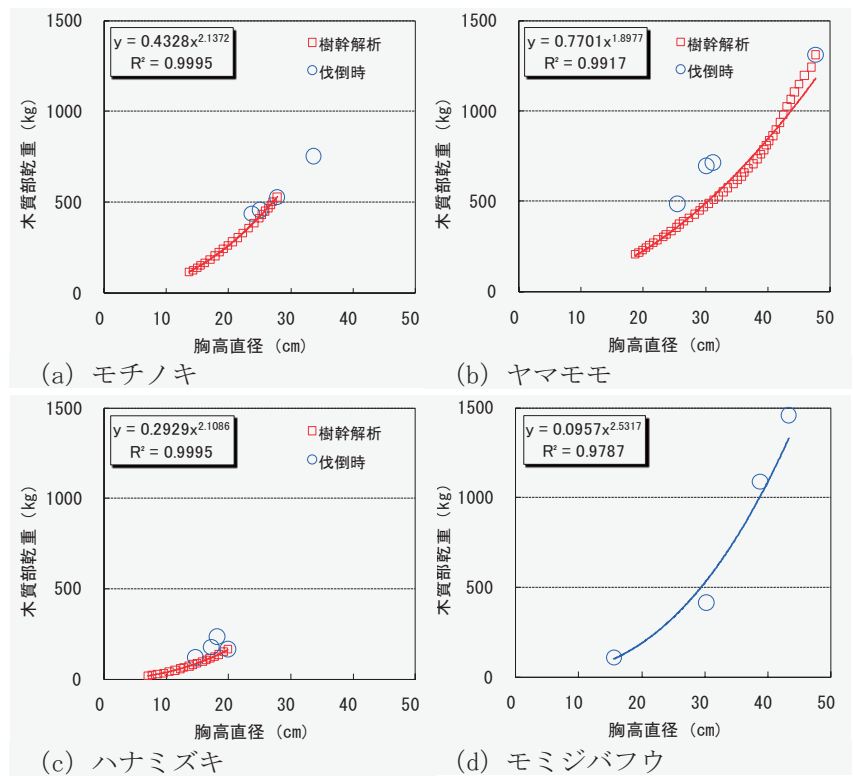 y = 0.4328x^2.1372
R² = 0.9995
樹幹解析
伐倒時
木質部乾重 (kg)
1500
1000
500
0
0 10 20 30 40 50
胸高直径 (cm)
(a) モチノキ
y = 0.7701x^1.8977
R² = 0.9917
樹幹解析
伐倒時
木質部乾重 (kg)
1500
1000
500
0
0 10 20 30 40 50
胸高直径 (cm)
(b) ヤマモモ
y = 0.2929x^2.1086
R² = 0.9995
樹幹解析
伐倒時
木質部乾重 (kg)
1500
1000
500
0
0 10 20 30 40 50
胸高直径 (cm)
(c) ハナミズキ
y = 0.0957x^2.5317
R² = 0.9787
木質部乾重 (kg)
1500
1000
500
0
0 10 20 30 40 50
胸高直径 (cm)
(d) モミジバフウ